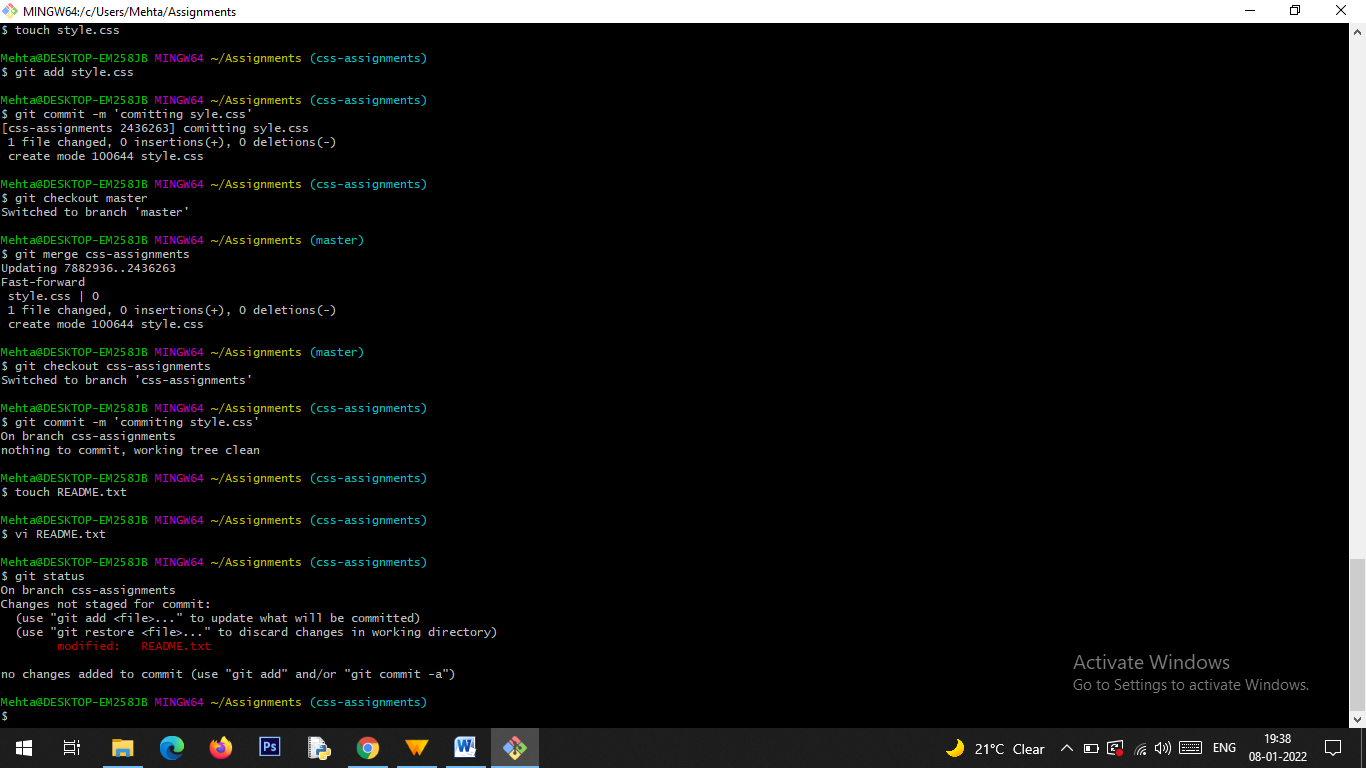 MINGW64:/c/Users/Mehta/Assignments
$ touch style.css
Mehta@DESKTOP-EM258JB MINGW64 ~/Assignments (css-assignments)
$ git add style.css
Mehta@DESKTOP-EM258JB MINGW64 ~/Assignments (css-assignments)
$ git commit -m 'comitting syle.css'
[css-assignments 2436263] comitting syle.css
 1 file changed, 0 insertions(+), 0 deletions(-)
 create mode 100644 style.css
Mehta@DESKTOP-EM258JB MINGW64 ~/Assignments (css-assignments)
$ git checkout master
Switched to branch 'master'
Mehta@DESKTOP-EM258JB MINGW64 ~/Assignments (master)
$ git merge css-assignments
Updating 7882936..2436263
Fast-forward
 style.css | 0
 1 file changed, 0 insertions(+), 0 deletions(-)
 create mode 100644 style.css
Mehta@DESKTOP-EM258JB MINGW64 ~/Assignments (master)
$ git checkout css-assignments
Switched to branch 'css-assignments'
Mehta@DESKTOP-EM258JB MINGW64 ~/Assignments (css-assignments)
$ git commit -m 'commiting style.css'
On branch css-assignments
nothing to commit, working tree clean
Mehta@DESKTOP-EM258JB MINGW64 ~/Assignments (css-assignments)
$ touch README.txt
Mehta@DESKTOP-EM258JB MINGW64 ~/Assignments (css-assignments)
$ vi README.txt
Mehta@DESKTOP-EM258JB MINGW64 ~/Assignments (css-assignments)
$ git status
On branch css-assignments
Changes not staged for commit:
  (use "git add <file>..." to update what will be committed)
  (use "git restore <file>..." to discard changes in working directory)
        modified:   README.txt
no changes added to commit (use "git add" and/or "git commit -a")
Mehta@DESKTOP-EM258JB MINGW64 ~/Assignments (css-assignments)
$
Activate Windows
Go to Settings to activate Windows.
Ps
W
21°C Clear
ENG
19:38
08-01-2022